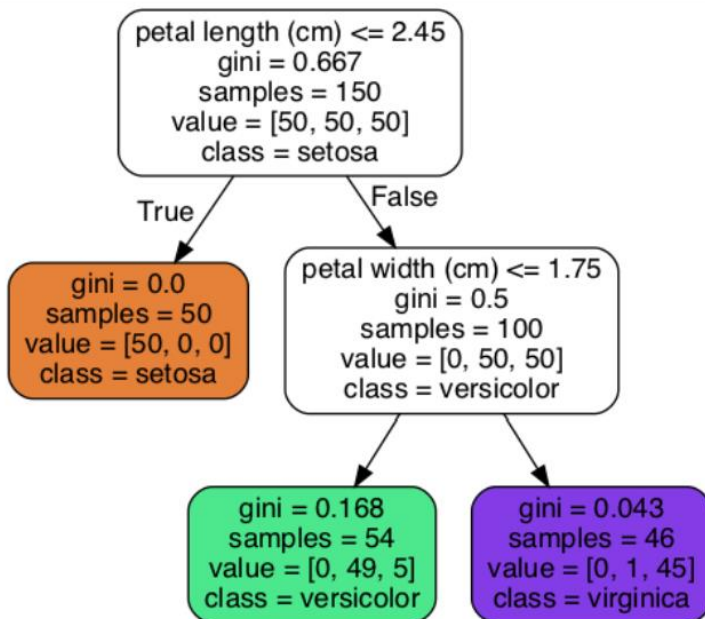 petal length (cm) <= 2.45
gini = 0.667
samples = 150
value = [50, 50, 50]
class = setosa
True
False
gini = 0.0
samples = 50
value = [50, 0, 0]
class = setosa
petal width (cm) <= 1.75
gini = 0.5
samples = 100
value = [0, 50, 50]
class = versicolor
gini = 0.168
samples = 54
value = [0, 49, 5]
class = versicolor
gini = 0.043
samples = 46
value = [0, 1, 45]
class = virginica